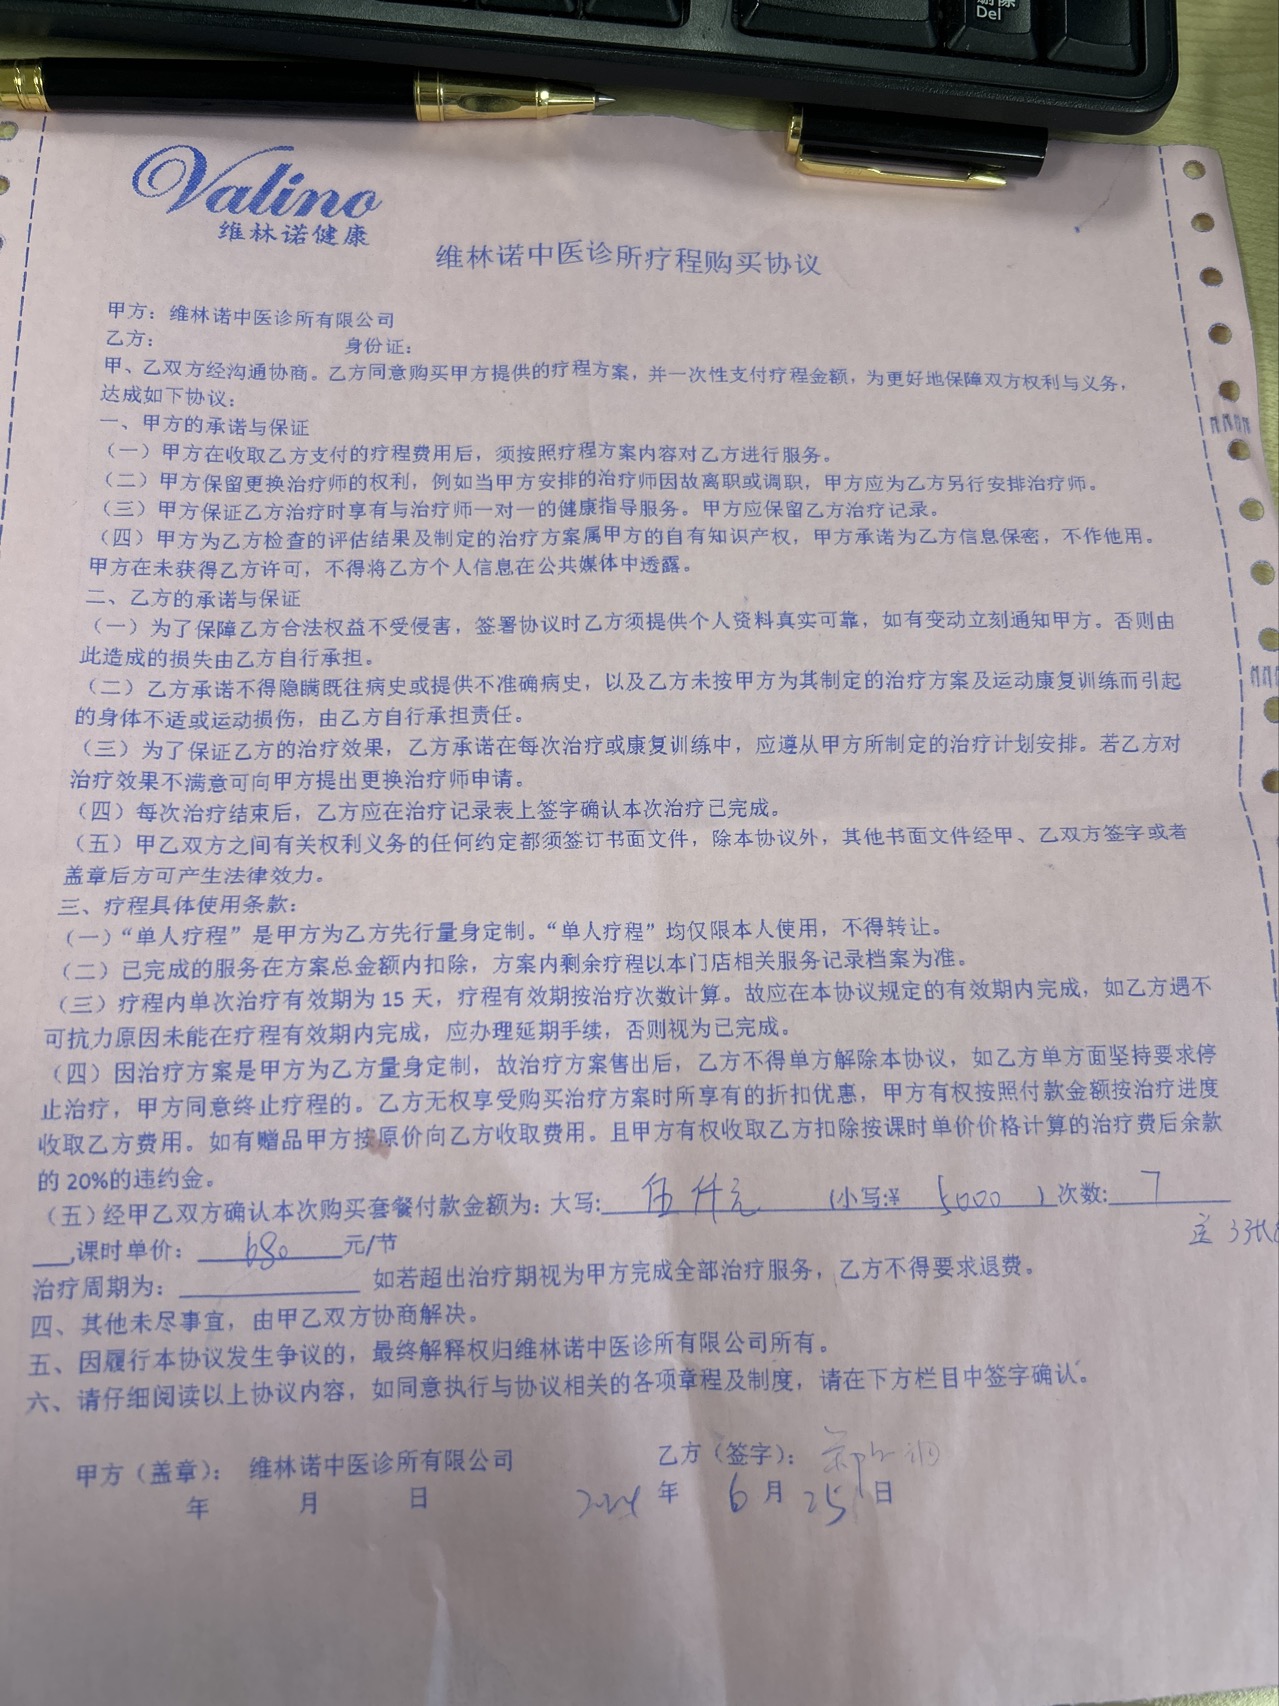 删除
Del
Valino
维林诺健康
维林诺中医诊所疗程购买协议
甲方：维林诺中医诊所有限公司
乙方： 身份证：
甲、乙双方经沟通协商。乙方同意购买甲方提供的疗程方案，并一次性支付疗程金额，为更好地保障双方权利与义务，
达成如下协议：
一、甲方的承诺与保证
（一）甲方在收取乙方支付的疗程费用后，须按照疗程方案内容对乙方进行服务。
（二）甲方保留更换治疗师的权利，例如当甲方安排的治疗师因故离职或调职，甲方应为乙方另行安排治疗师。
（三）甲方保证乙方治疗时享有与治疗师一对一的健康指导服务。甲方应保留乙方治疗记录。
（四）甲方为乙方检查的评估结果及制定的治疗方案属甲方的自有知识产权，甲方承诺为乙方信息保密，不作他用。
甲方在未获得乙方许可，不得将乙方个人信息在公共媒体中透露。
二、乙方的承诺与保证
（一）为了保障乙方合法权益不受侵害，签署协议时乙方须提供个人资料真实可靠，如有变动立刻通知甲方。否则由
此造成的损失由乙方自行承担。
（二）乙方承诺不得隐瞒既往病史或提供不准确病史，以及乙方未按甲方为其制定的治疗方案及运动康复训练而引起
的身体不适或运动损伤，由乙方自行承担责任。
（三）为了保证乙方的治疗效果，乙方承诺在每次治疗或康复训练中，应遵从甲方所制定的治疗计划安排。若乙方对
治疗效果不满意可向甲方提出更换治疗师申请。
（四）每次治疗结束后，乙方应在治疗记录表上签字确认本次治疗已完成。
（五）甲乙双方之间有关权利义务的任何约定都须签订书面文件，除本协议外，其他书面文件经甲、乙双方签字或者
盖章后方可产生法律效力。
三、疗程具体使用条款：
（一）“单人疗程”是甲方为乙方先行量身定制。“单人疗程”均仅限本人使用，不得转让。
（二）已完成的服务在方案总金额内扣除，方案内剩余疗程以本门店相关服务记录档案为准。
（三）疗程内单次治疗有效期为 15 天，疗程有效期按治疗次数计算。故应在本协议规定的有效期内完成，如乙方遇不
可抗力原因未能在疗程有效期内完成，应办理延期手续，否则视为已完成。
（四）因治疗方案是甲方为乙方量身定制，故治疗方案售出后，乙方不得单方解除本协议，如乙方单方面坚持要求停
止治疗，甲方同意终止疗程的。乙方无权享受购买治疗方案时所享有的折扣优惠，甲方有权按照付款金额按治疗进度
收取乙方费用。如有赠品甲方按原价向乙方收取费用。且甲方有权收取乙方扣除按课时单价价格计算的治疗费后余款
的 20%的违约金。
（五）经甲乙双方确认本次购买套餐付款金额为：大写： 伍仟元 （小写:¥ 5000 ）次数: 7
课时单价： 680 元/节
治疗周期为： 如若超出治疗期视为甲方完成全部治疗服务，乙方不得要求退费。
四、其他未尽事宜，由甲乙双方协商解决。
五、因履行本协议发生争议的，最终解释权归维林诺中医诊所有限公司所有。
六、请仔细阅读以上协议内容，如同意执行与协议相关的各项章程及制度，请在下方栏目中签字确认。
甲方（盖章）： 维林诺中医诊所有限公司 乙方（签字）：
年 月 日 2024 年 6 月 25 日